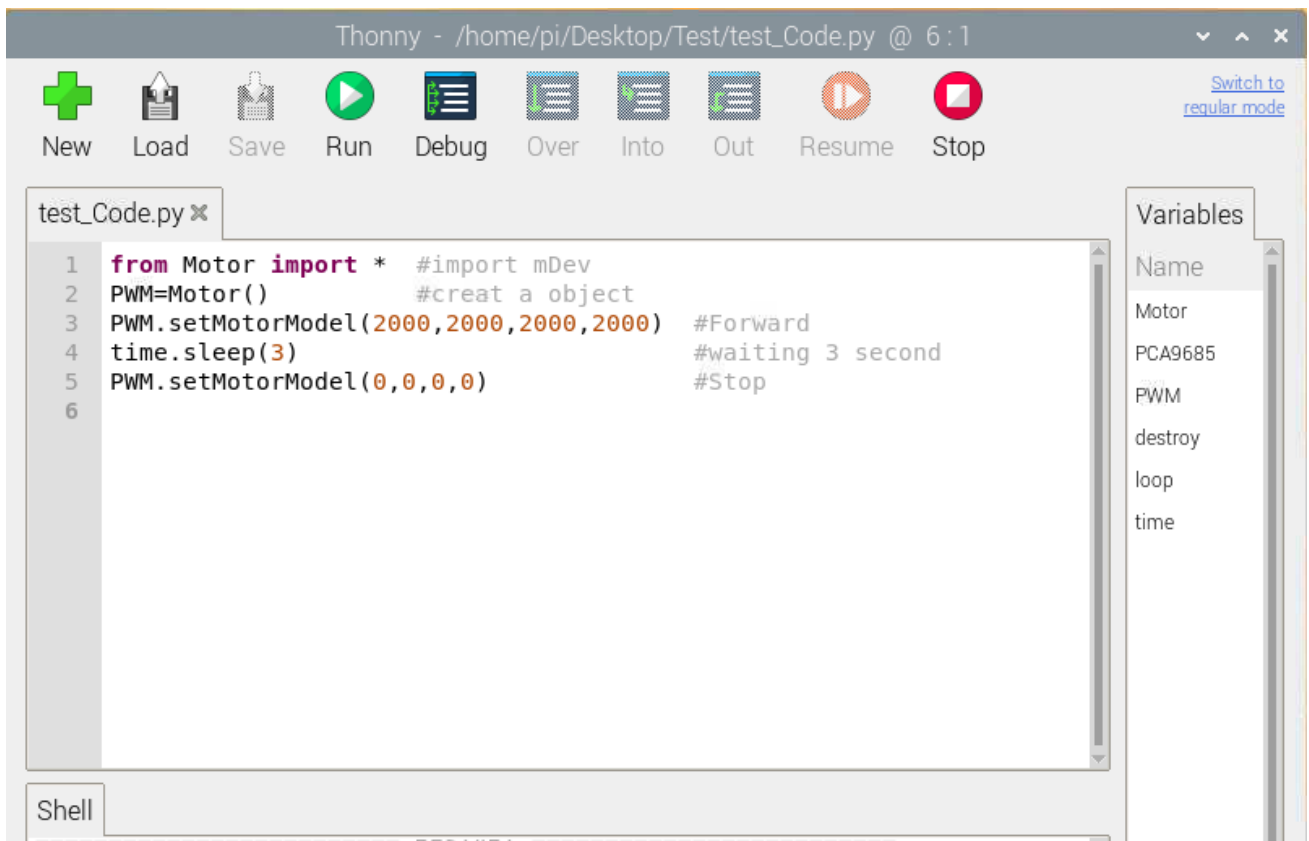 Thonny - /home/pi/Desktop/Test/test_Code.py @ 6:1
Switch to
regular mode
New Load Save Run Debug Over Into Out Resume Stop
test_Code.py
1 from Motor import * #import mDev
2 PWM=Motor() #creat a object
3 PWM.setMotorModel(2000,2000,2000,2000) #Forward
4 time.sleep(3) #waiting 3 second
5 PWM.setMotorModel(0,0,0,0) #Stop
6
Variables
Name
Motor
PCA9685
PWM
destroy
loop
time
Shell